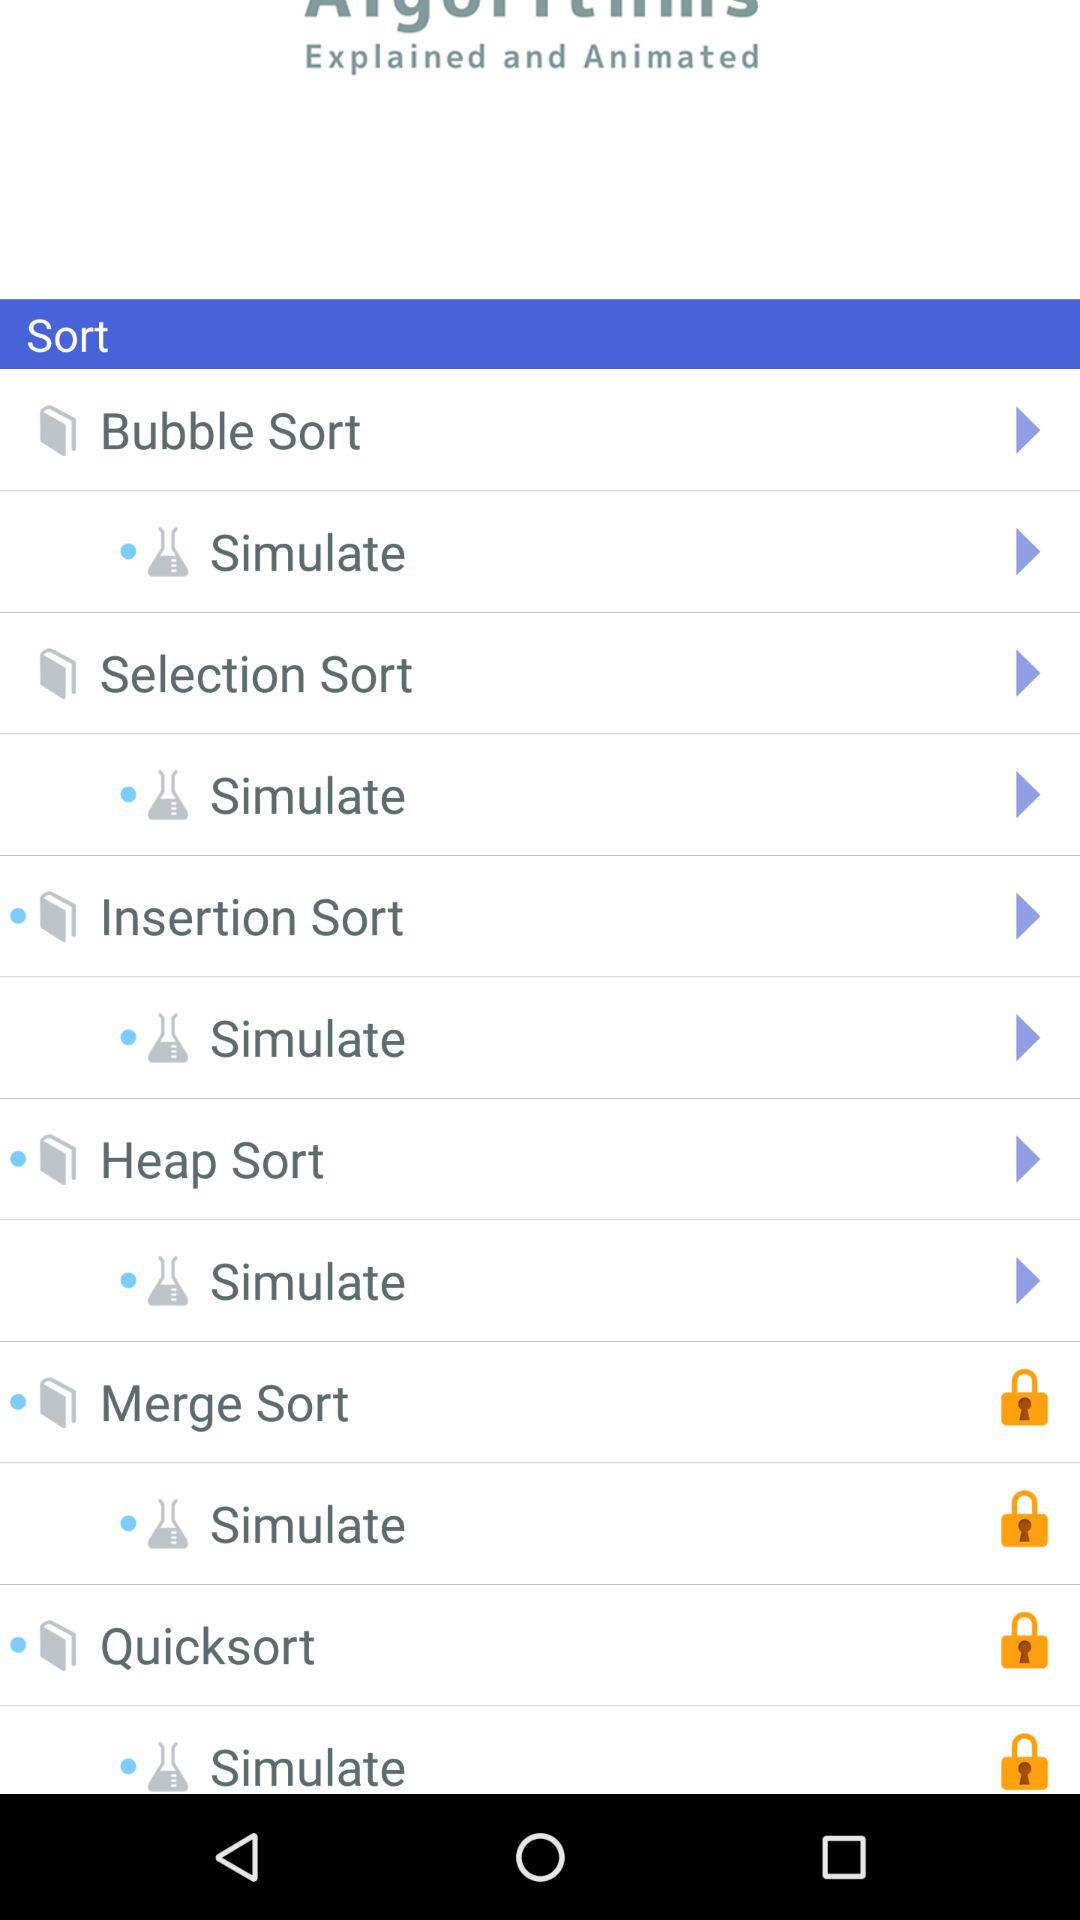 Algorithms
Explained and Animated
Sort
Bubble Sort
Simulate
Selection Sort
Simulate
Insertion Sort
Simulate
Heap Sort
Simulate
Merge Sort
Simulate
Quicksort
Simulate